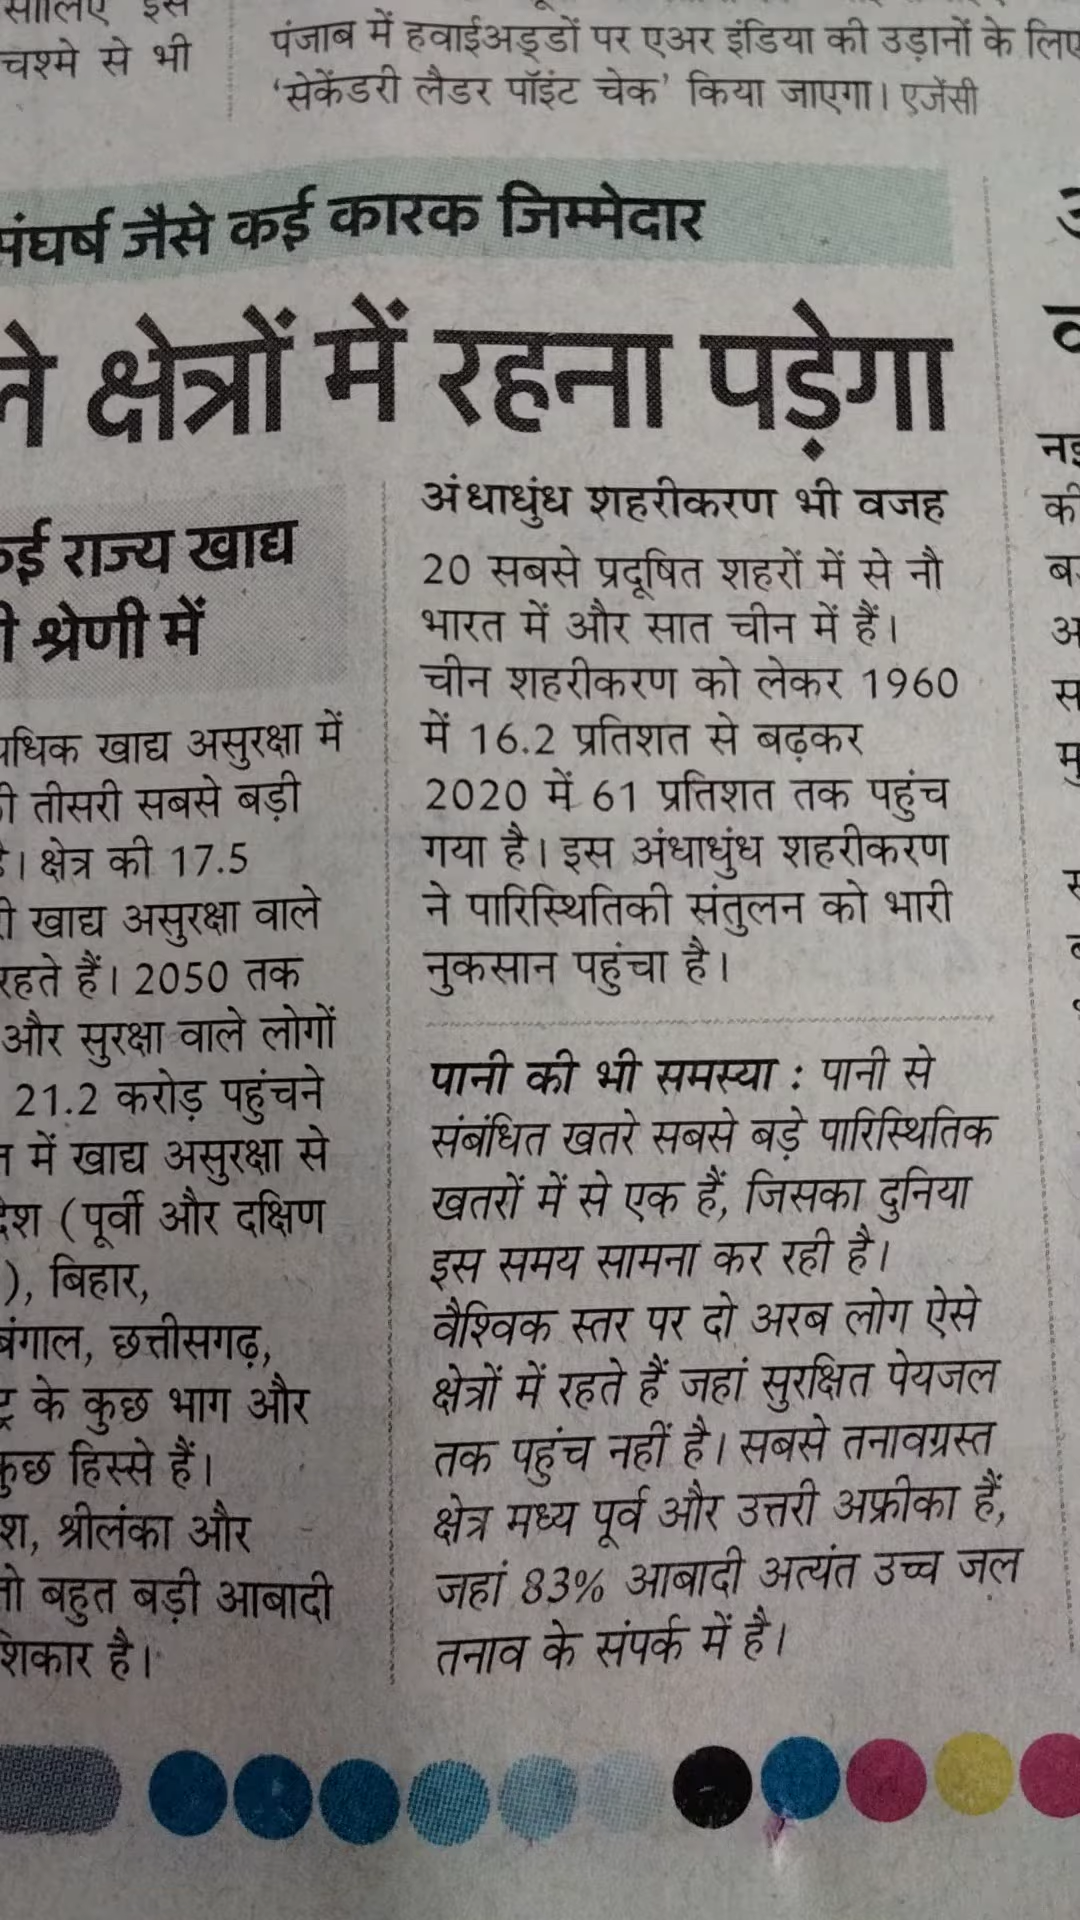 इस
चश्मे से भी
पंजाब में हवाईअड्डों पर एअर इंडिया की उड़ानों के लिए
‘सेकेंडरी लैडर पॉइंट चेक’ किया जाएगा। एजेंसी
संघर्ष जैसे कई कारक जिम्मेदार
क्षेत्रों में रहना पड़ेगा
राज्य खाद्य
श्रेणी में
खाद्य असुरक्षा में
तीसरी सबसे बड़ी
। क्षेत्र की 17.5
खाद्य असुरक्षा वाले
रहते हैं। 2050 तक
और सुरक्षा वाले लोगों
21.2 करोड़ पहुंचने
में खाद्य असुरक्षा से
(पूर्वी और दक्षिण
), बिहार,
बंगाल, छत्तीसगढ़,
के कुछ भाग और
कुछ हिस्से हैं।
श्रीलंका और
बहुत बड़ी आबादी
शिकार है।
अंधाधुंध शहरीकरण भी वजह
20 सबसे प्रदूषित शहरों में से नौ
भारत में और सात चीन में हैं।
चीन शहरीकरण को लेकर 1960
में 16.2 प्रतिशत से बढ़कर
2020 में 61 प्रतिशत तक पहुंच
गया है। इस अंधाधुंध शहरीकरण
ने पारिस्थितिकी संतुलन को भारी
नुकसान पहुंचा है।
पानी की भी समस्या : पानी से
संबंधित खतरे सबसे बड़े पारिस्थितिक
खतरों में से एक हैं, जिसका दुनिया
इस समय सामना कर रही है।
वैश्विक स्तर पर दो अरब लोग ऐसे
क्षेत्रों में रहते हैं जहां सुरक्षित पेयजल
तक पहुंच नहीं है। सबसे तनावग्रस्त
क्षेत्र मध्य पूर्व और उत्तरी अफ्रीका हैं,
जहां 83% आबादी अत्यंत उच्च जल
तनाव के संपर्क में है।